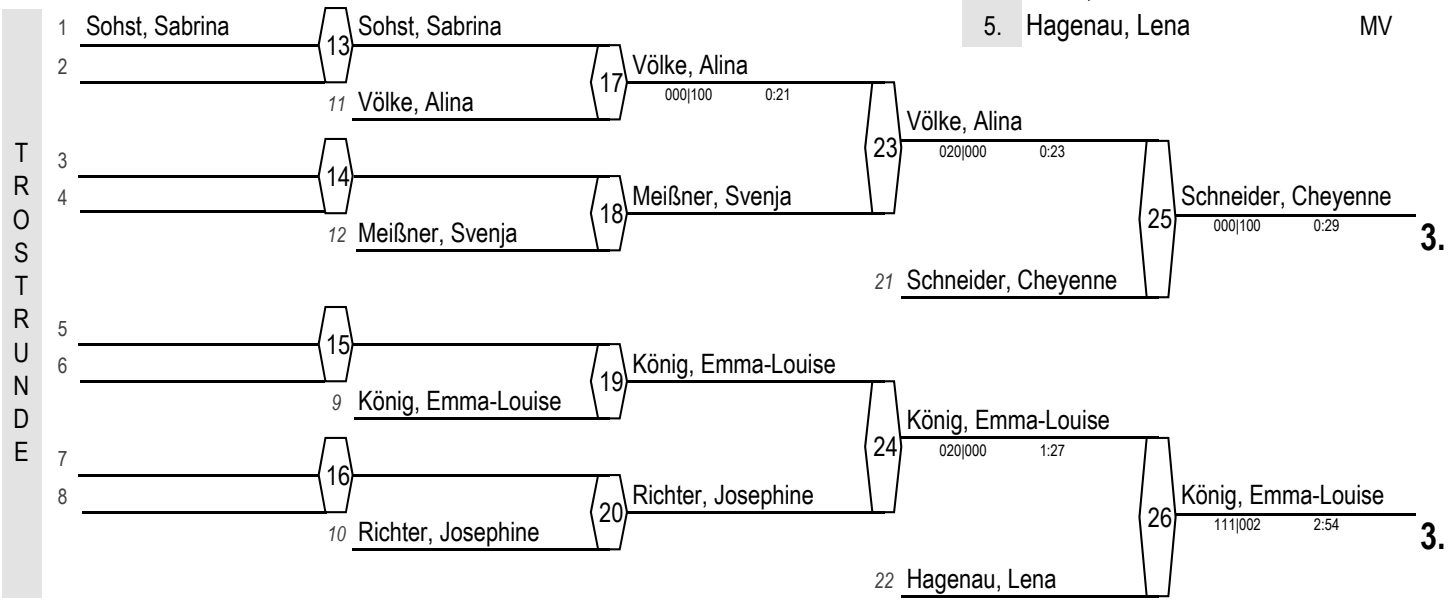 5. Hagenau, Lena MV
TROSTRUNDE
1 Sohst, Sabrina
2
13
Sohst, Sabrina
11 Völke, Alina
17
Völke, Alina
000|100 0:21
3
4
14
12 Meißner, Svenja
18
Meißner, Svenja
23
Völke, Alina
020|000 0:23
21 Schneider, Cheyenne
25
Schneider, Cheyenne
000|100 0:29
3.
5
6
15
9 König, Emma-Louise
19
König, Emma-Louise
7
8
16
10 Richter, Josephine
20
Richter, Josephine
24
König, Emma-Louise
020|000 1:27
22 Hagenau, Lena
26
König, Emma-Louise
111|002 2:54
3.